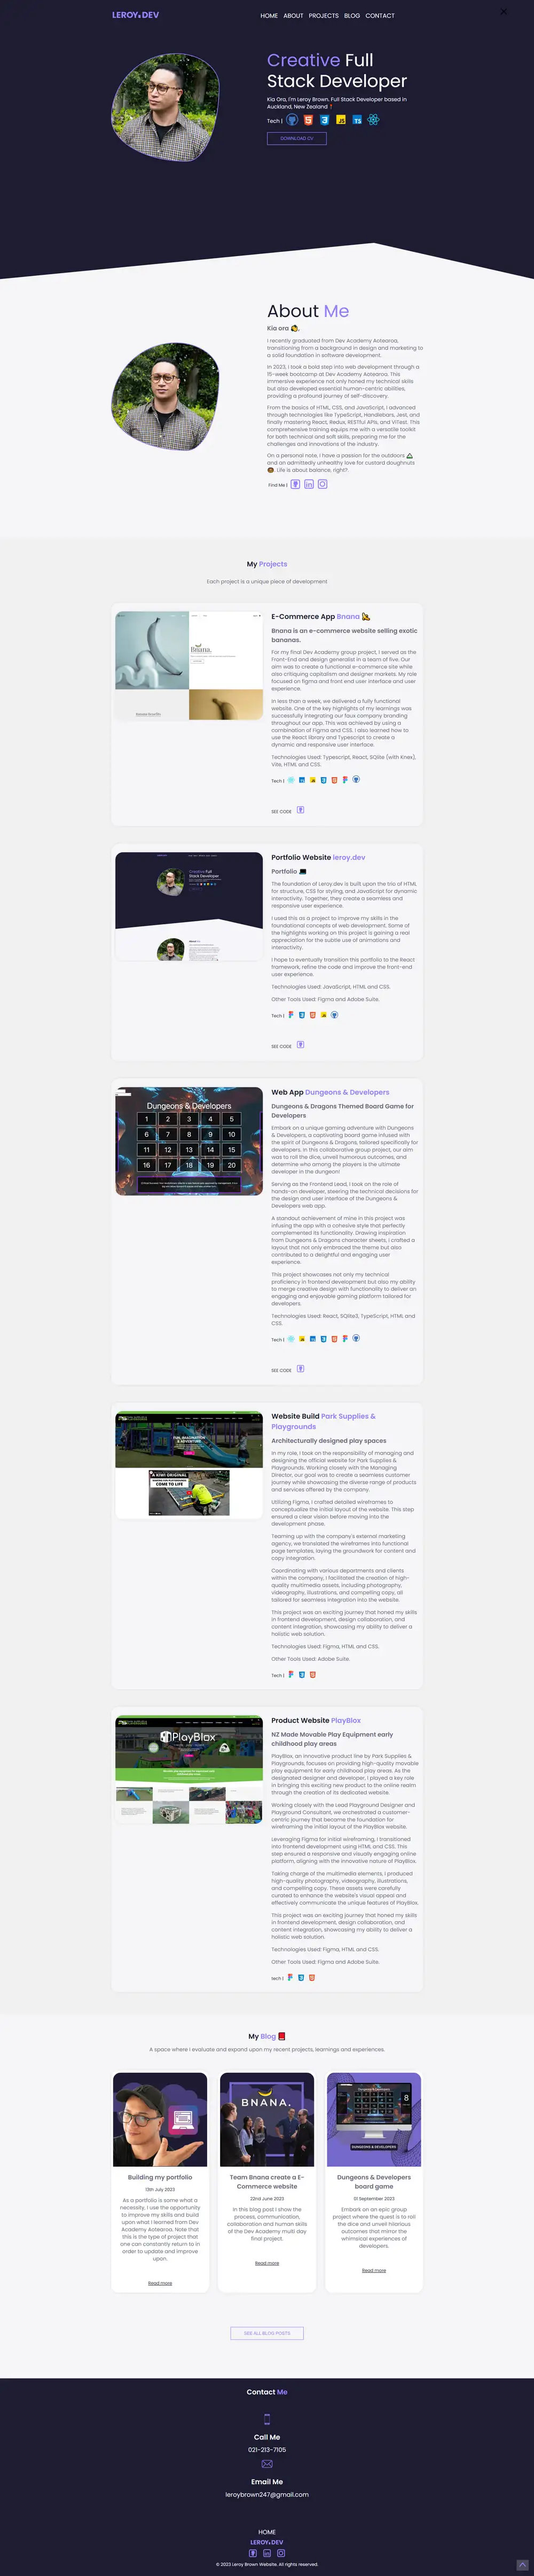 LEROY.DEV
HOME ABOUT PROJECTS BLOG CONTACT
Creative Full
Stack Developer
Kia Ora, I'm Leroy Brown, Full Stack Developer based in
Auckland, New Zealand
Tech |
DOWNLOAD CV
About Me
Kia ora
I recently graduated from Dev Academy Aotearoa,
transitioning from a background in design and marketing to
a solid foundation in software development.
In 2023, I took a bold step into web development through a
15-week bootcamp at Dev Academy Aotearoa. This
immersive experience not only honed my technical skills
but also developed essential human-centric abilities,
providing a profound journey of self-discovery.
From the basics of HTML, CSS, and JavaScript, I advanced
through technologies like TypeScript, Handlebars, Jest, and
finally mastering React, Redux, RESTful APIs, and ViTest. This
comprehensive training equips me with a versatile toolkit
for both technical and soft skills, preparing me for the
challenges and innovations of the industry.
On a personal note, I have a passion for the outdoors
and an admittedly unhealthy love for custard doughnuts
. Life is about balance, right?
Find Me |
My Projects
Each project is a unique piece of development
E-Commerce App Bnana
Bnana is an e-commerce website selling exotic
bananas.
For my final Dev Academy group project, I served as the
Front-End and design generalist in a team of five. Our
aim was to create a functional e-commerce site while
also critiquing capitalism and designer markets. My role
focused on figma and front end user interface and user
experience.
In less than a week, we delivered a fully functional
website. One of the key highlights of my learnings was
successfully integrating our faux company branding
throughout the website. This was achieved by using a
combination of Figma and CSS. I also learned how to
use the React library and Typescript to create a
dynamic and responsive user interface.
Technologies Used: Typescript, React, SQlite (with Knex),
Vite, HTML and CSS.
Tech |
SEE CODE
Portfolio Website leroy.dev
Portfolio
The foundation of Leroy.dev is built upon the trio of HTML
for structure, CSS for styling, and JavaScript for dynamic
interactivity. Together, they create a seamless and
responsive user experience.
I used this as a project to improve my skills in the
foundational concepts of web development. Some of
the highlights working on this project is gaining a real
appreciation for the subtle use of animations and
interactivity.
I hope to eventually transition this portfolio to the React
framework, refine the code and improve the front-end
user experience.
Technologies Used: JavaScript, HTML and CSS.
Other Tools Used: Figma and Adobe Suite.
Tech |
SEE CODE
Dungeons & Developers
1 2 3 4 5
6 7 8 9 10
11 12 13 14 15
16 17 18 19 20
Web App Dungeons & Developers
Dungeons & Dragons Themed Board Game for
Developers
Embark on a unique gaming adventure with Dungeons
& Developers, a captivating board game infused with
the spirit of Dungeons & Dragons, tailored specifically for
developers. In this collaborative group project, our aim
was to roll the dice, unveil humorous outcomes, and
determine who among the players is the ultimate
developer in the dungeon!
Serving as the Frontend Lead, I took on the role of
hands-on developer, steering the technical decisions for
the design and user interface of the Dungeons &
Developers web app.
A standout achievement of mine in this project was
infusing the app with a cohesive style that perfectly
complemented its functionality. Drawing inspiration
from Dungeons & Dragons character sheets, I crafted a
layout that not only embraced the theme but also
contributed to a delightful and engaging user
experience.
This project showcases not only my technical
proficiency in frontend development but also my ability
to merge creative design with functionality to deliver an
engaging and enjoyable gaming platform tailored for
developers.
Technologies Used: React, SQlite3, TypeScript, HTML and
CSS.
Tech |
SEE CODE
Website Build Park Supplies &
Playgrounds
Architecturally designed play spaces
In my role, I took on the responsibility of managing and
designing the official website for Park Supplies &
Playgrounds. Working closely with the Managing
Director, our goal was to create a seamless customer
journey while showcasing the diverse range of products
and services offered by the company.
Utilizing Figma, I crafted detailed wireframes to
conceptualize the initial layout of the website. This step
ensured a clear vision before moving into the
development phase.
Teaming up with the company's external marketing
agency, we translated the wireframes into functional
page templates, laying the groundwork for content and
copy integration.
Coordinating with various departments and clients
within the company, I facilitated the creation of high-
quality multimedia assets, including photography,
videography, illustrations, and compelling copy, all
tailored for seamless integration into the website.
This project was an exciting journey that honed my skills
in frontend development, design collaboration, and
content integration, showcasing my ability to deliver a
holistic web solution.
Technologies Used: Figma, HTML and CSS.
Other Tools Used: Adobe Suite.
Tech |
PlayBlox
Product Website PlayBlox
NZ Made Movable Play Equipment early
childhood play areas
PlayBlox, an innovative product line by Park Supplies &
Playgrounds, focuses on providing high-quality movable
play equipment for early childhood areas. As the
designated designer and developer, I played a key role
in bringing this exciting new product to the online realm
through the creation of its dedicated website.
Working closely with the Lead Playground Designer and
Playground Consultant, we orchestrated a customer-
centric journey that became the foundation for
wireframing the initial layout of the PlayBlox website.
Leveraging Figma for initial wireframing, I transitioned
into frontend development using HTML and CSS. This
step ensured a responsive and visually engaging online
platform, aligning with the innovative nature of PlayBlox.
Taking charge of the multimedia elements, I produced
high-quality photography, videography, illustrations,
and compelling copy. These assets were carefully
curated to enhance the website's visual appeal and
effectively communicate the unique features of PlayBlox.
This project was an exciting journey that honed my skills
in frontend development, design collaboration, and
content integration, showcasing my ability to deliver a
holistic web solution.
Technologies Used: Figma, HTML and CSS.
Other Tools Used: Figma and Adobe Suite.
tech |
My Blog
A space where I evaluate and expand upon my recent projects, learnings and experiences.
Building my portfolio
13th July 2023
As a portfolio is some what a
necessity, I use the opportunity
to improve my skills and build
upon what I learned from Dev
Academy Aotearoa. Note that
this is the type of project that
one can constantly return to in
order to update and improve
upon.
Read more
BNANA.
Team Bnana create a E-
Commerce website
22nd June 2023
In this blog post I show the
process, communication,
collaboration and human skills
of the Dev Academy multi day
final project.
Read more
DUNGEONS & DEVELOPERS
Dungeons & Developers
board game
01 September 2023
Embark on an epic group
project where the quest is to roll
the dice and unveil hilarious
outcomes that mirror the
whimsical experiences of
developers.
Read more
SEE ALL BLOG POSTS
Contact Me
Call Me
021-213-7105
Email Me
leroybrown247@gmail.com
HOME
LEROY.DEV
© 2023 Leroy Brown Website. All rights reserved.